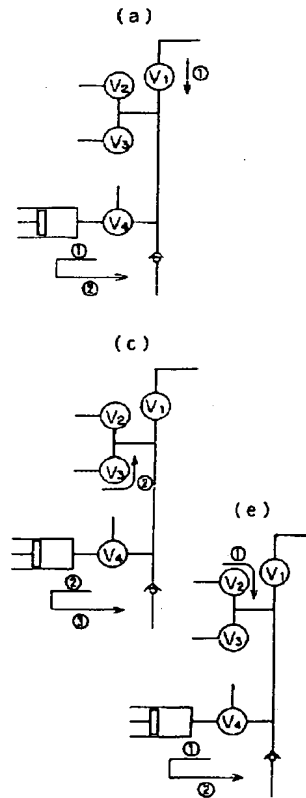 (a)
V1
①
V2
V3
V4
①
②
(c)
V1
V2
V3
②
V4
②
③
(e)
①
V1
V2
V3
V4
①
②